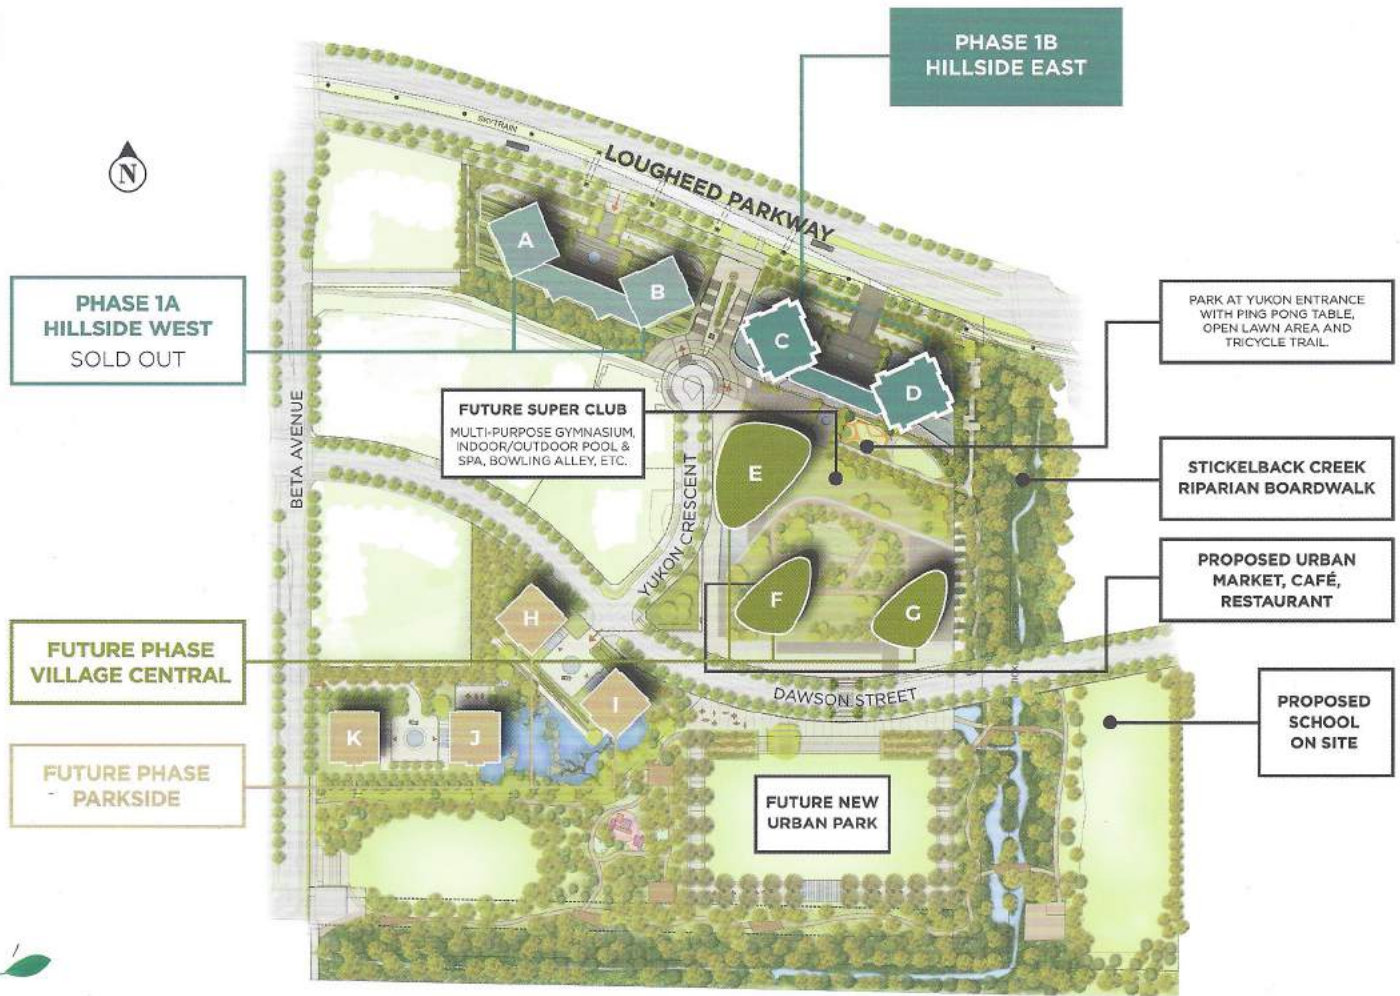 PHASE 1B
HILLSIDE EAST
SKYTRAIN
LOUGHEED PARKWAY
N
A
B
C
D
PHASE 1A
HILLSIDE WEST
SOLD OUT
PARK AT YUKON ENTRANCE
WITH PING PONG TABLE,
OPEN LAWN AREA AND
TRICYCLE TRAIL.
BETA AVENUE
FUTURE SUPER CLUB
MULTI-PURPOSE GYMNASIUM,
INDOOR/OUTDOOR POOL &
SPA, BOWLING ALLEY, ETC.
YUKON CRESCENT
E
STICKELBACK CREEK
RIPARIAN BOARDWALK
PROPOSED URBAN
MARKET, CAFÉ,
RESTAURANT
F
G
H
FUTURE PHASE
VILLAGE CENTRAL
I
DAWSON STREET
PROPOSED
SCHOOL
ON SITE
K
J
FUTURE PHASE
PARKSIDE
FUTURE NEW
URBAN PARK